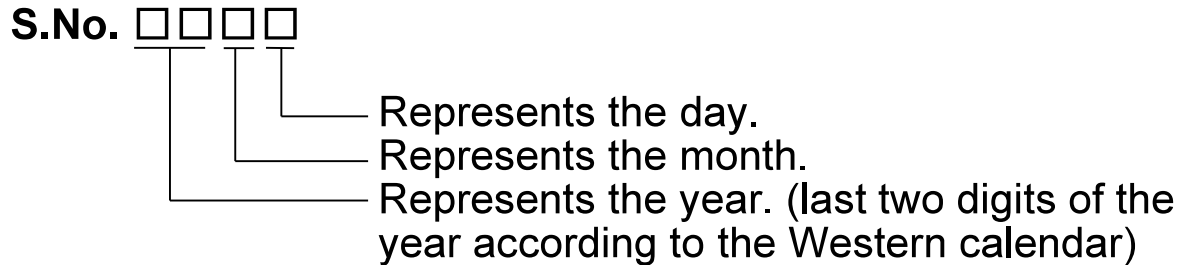 S.No. □□□□
Represents the day.
Represents the month.
Represents the year. (last two digits of the
year according to the Western calendar)